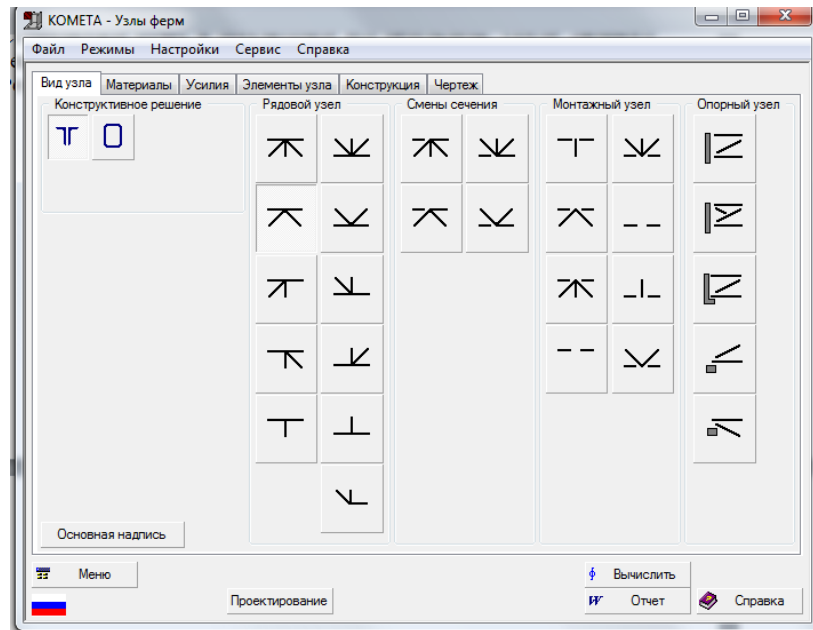 КОМЕТА - Узлы ферм
Файл Режимы Настройки Сервис Справка
Вид узла Материалы Усилия Элементы узла Конструкция Чертеж
Конструктивное решение Рядовой узел Смены сечения Монтажный узел Опорный узел
Основная надпись
Меню Вычислить
Проектирование Отчет Справка